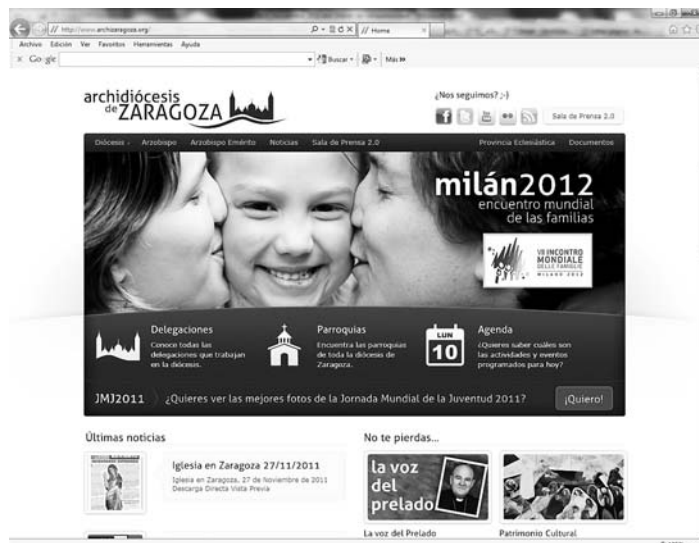 http://www.archizaragoza.org/
Home
Archivo Edición Ver Favoritos Herramientas Ayuda
x Google Buscar Más »
archidiócesis
de ZARAGOZA
¿Nos seguimos? ;-)
Sala de Prensa 2.0
Diócesis Arzobispo Arzobispo Emérito Noticias Sala de Prensa 2.0 Provincia Eclesiástica Documentos
milán2012
encuentro mundial
de las familias
VII INCONTRO
MONDIALE
DELLE FAMIGLIE
MILANO 2012
Delegaciones
Conoce todas las
delegaciones que trabajan
en la diócesis.
Parroquias
Encuentra las parroquias
de toda la diócesis de
Zaragoza.
LUN
10
Agenda
¿Quieres saber cuáles son
las actividades y eventos
programados para hoy?
JMJ2011 ¿Quieres ver las mejores fotos de la Jornada Mundial de la Juventud 2011? ¡Quiero!
Últimas noticias
Iglesia en Zaragoza 27/11/2011
Iglesia en Zaragoza, 27 de Noviembre de 2011
Descarga Directa Vista Previa
No te pierdas...
la voz
del
prelado
La voz del Prelado
Patrimonio Cultural